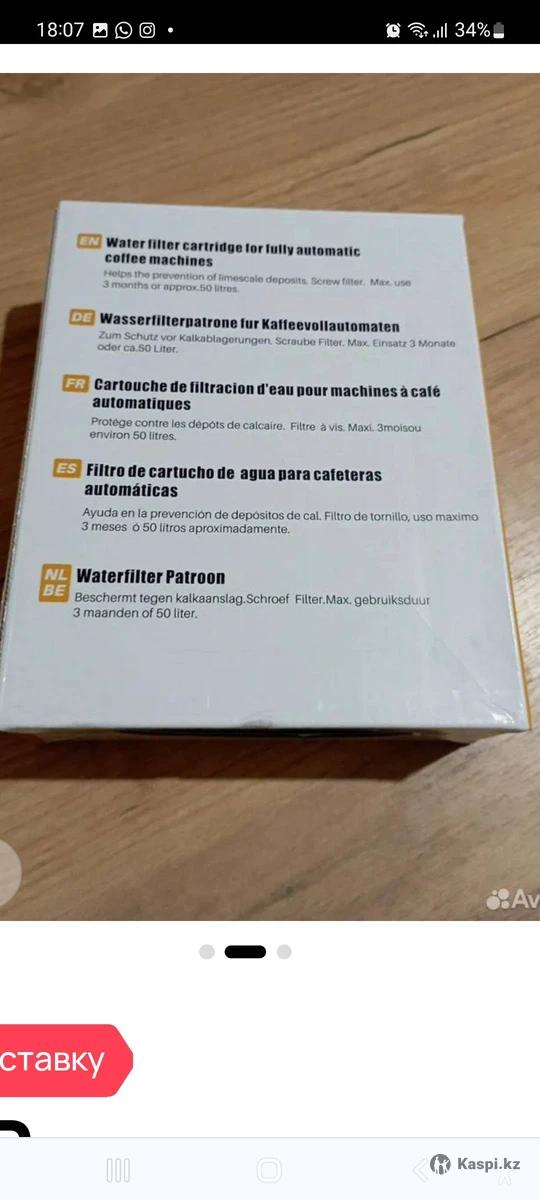 18:07
34%
EN Water filter cartridge for fully automatic
coffee machines
Helps the prevention of limescale deposits. Screw filter. Max. use
3 months or approx.50 litres.
DE Wasserfilterpatrone fur Kaffeevollautomaten
Zum Schutz vor Kalkablagerungen. Scraube Filter. Max. Einsatz 3 Monate
oder ca.50 Liter.
FR Cartouche de filtracion d'eau pour machines à café
automatiques
Protége contre les dépôts de calcaire. Filtre à vis. Maxi. 3moisou
environ 50 litres.
ES Filtro de cartucho de agua para cafeteras
automáticas
Ayuda en la prevención de depósitos de cal. Filtro de tornillo, uso maximo
3 meses ó 50 litros aproximadamente.
NL
BE
Waterfilter Patroon
Beschermt tegen kalkaanslag.Schroef Filter.Max. gebruiksduur
3 maanden of 50 liter.
Av
ставку
Kaspi.kz